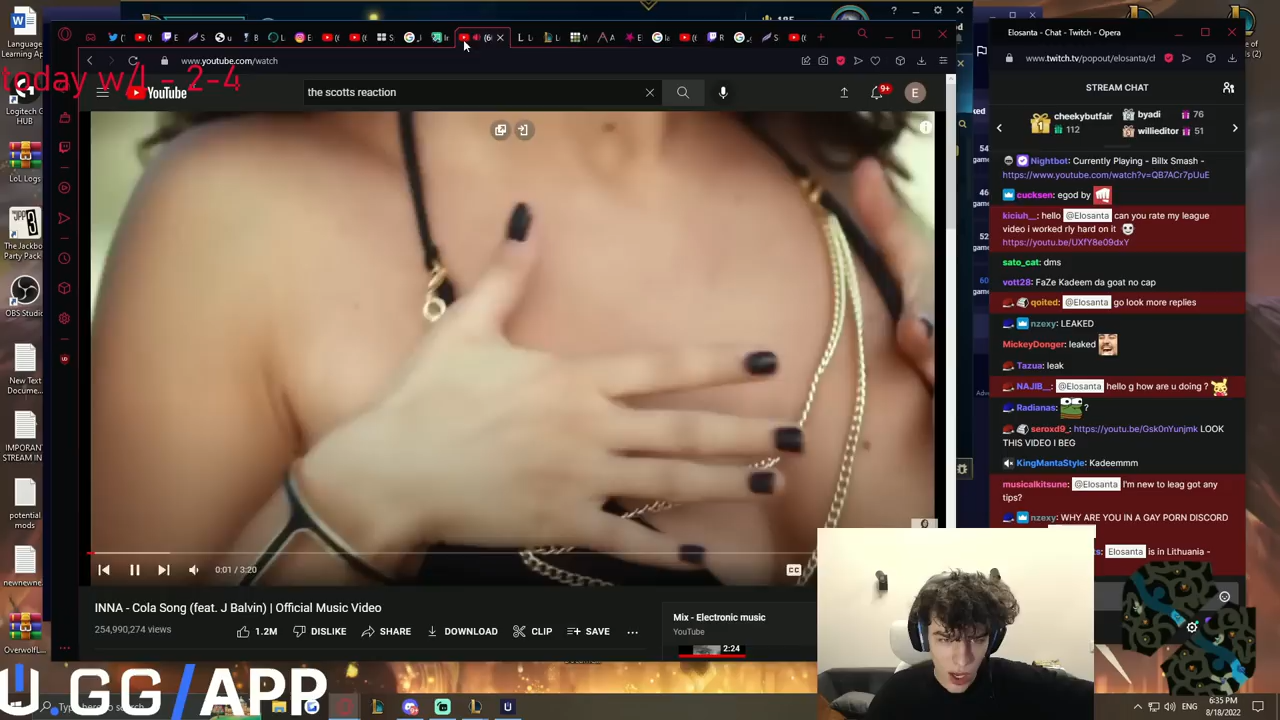 Word
today w/l - 2-4
Logitech
G HUB
LoL Logs
The Jackbox
Party Pack...
OBS Studio
New Text
Docume...
IMPORTANT
STREAM IN...
potential
mods
newnewne...
OverwolfL...
www.youtube.com/watch
YouTube
the scotts reaction
9+
E
0:01 / 3:20
CC
INNA - Cola Song (feat. J Balvin) | Official Music Video
254,990,274 views
1.2M
DISLIKE
SHARE
DOWNLOAD
CLIP
SAVE
Mix - Electronic music
YouTube
2:24
Elosanta - Chat - Twitch - Opera
www.twitch.tv/popout/elosanta/cl
STREAM CHAT
1
cheekybutfair
112
byadi 76
willieditor 51
Nightbot: Currently Playing - Billx Smash -
https://www.youtube.com/watch?v=QB7ACr7pUuE
cucksen: egod by
kiciuh__: hello @Elosanta can you rate my league
video i worked rly hard on it
https://youtu.be/UXfY8e09dxY
sato_cat: dms
vott28: FaZe Kadeem da goat no cap
qoited: @Elosanta go look more replies
nzexy: LEAKED
MickeyDonger: leaked
Tazua: leak
NAJIB__: @Elosanta hello g how are u doing ?
Radianas: ?
seroxd9_: https://youtu.be/Gsk0nYunjmk LOOK
THIS VIDEO I BEG
KingMantaStyle: Kadeemmm
musicalkitsune: @Elosanta I'm new to leag got any
tips?
nzexy: WHY ARE YOU IN A GAY PORN DISCORD
ts: Elosanta is in Lithuania -
U.GG/APP
6:35 PM
8/18/2022